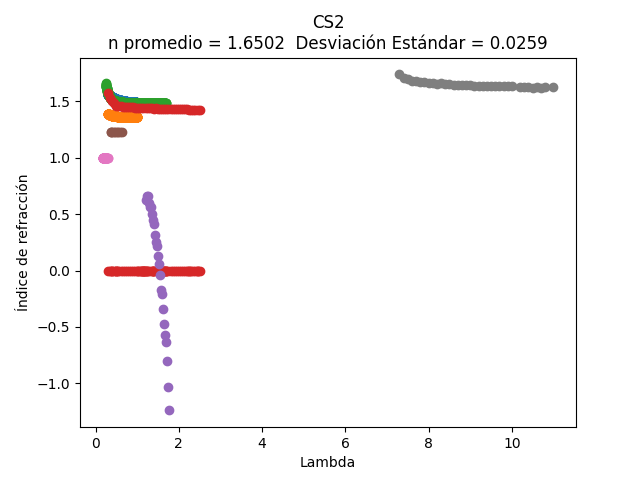 CS2
n promedio = 1.6502  Desviación Estándar = 0.0259
1.5
1.0
0.5
0.0
−0.5
−1.0
Índice de refracción
0 2 4 6 8 10
Lambda